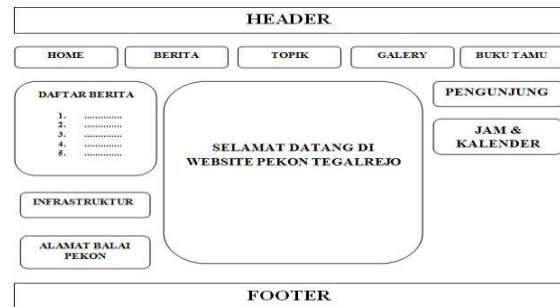 HEADER
HOME
BERITA
TOPIK
GALERY
BUKU TAMU
DAFTAR BERITA
1. .............
2. .............
3. .............
4. .............
5. .............
INFRASTRUKTUR
ALAMAT BALAI
PEKON
SELAMAT DATANG DI
WEBSITE PEKON TEGALREJO
PENGUNJUNG
JAM &
KALENDER
FOOTER